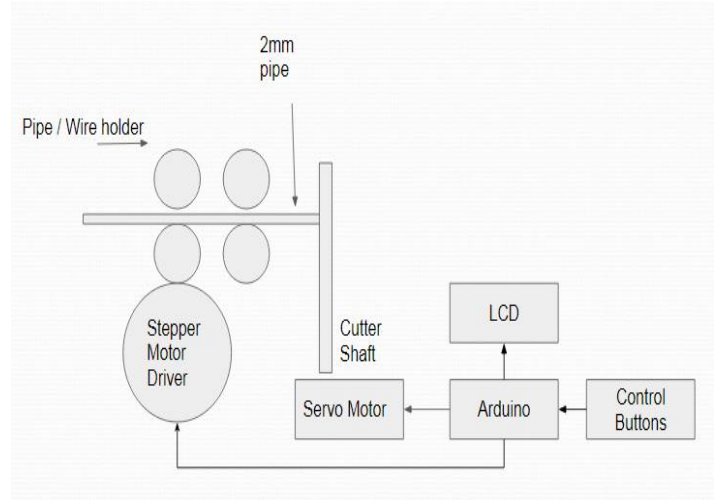 2mm
pipe
Pipe / Wire holder
Stepper
Motor
Driver
Cutter
Shaft
LCD
Servo Motor
Arduino
Control
Buttons